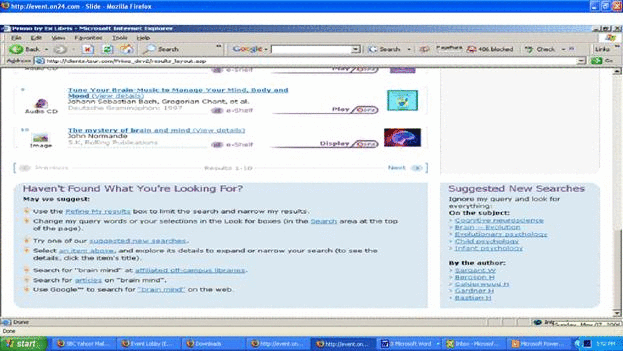 http://event.on24.com - Slide - Mozilla Firefox
Primo by Ex Libris - Microsoft Internet Explorer
File Edit View Favorites Tools Help
Back Search Google Search PageRank 406 blocked Check Links
Address Go
Audio CD e-Shelf Play
9 Tune Your Brain-Music to Manage Your Mind, Body and
Mood (View details)
Johann Sebastian Bach, Gregorian Chant, et al.
Deutsche Grammophon: 1997
Audio CD e-Shelf Play
10 The mystery of brain and mind (View details)
John Normande
S.K. Rolling Publications
Image e-Shelf Display
Previous Results 1-10 Next
Haven't Found What You're Looking For?
May we suggest:
Use the Refine My results box to limit the search and narrow my results.
Change my query words or your selections in the Look for boxes (in the Search area at the top
of the page).
Try one of our suggested new searches.
Select an item above, and explore its details to expand or narrow your search (to see the
details, click the item's title).
Search for "brain mind" at affiliated off-campus libraries.
Search for articles on "brain mind".
Use Google™ to search for "brain mind" on the web.
Suggested New Searches
Ignore my query and look for
everything:
On the subject:
> Cognitive neuroscience
> Brain -- Evolution
> Evolutionary psychology
> Child psychology
> Infant psychology
By the author:
> Sargant W
> Bergson H
> Calderwood H
> Gardner H
> Bastian H
Done
Done
start SBC Yahoo! Mail... Event Lobby (E... Downloads http://event.on... http://event.on... 3 Microsoft Word Inbox - Microsof... Microsoft Power... 5:52 PM